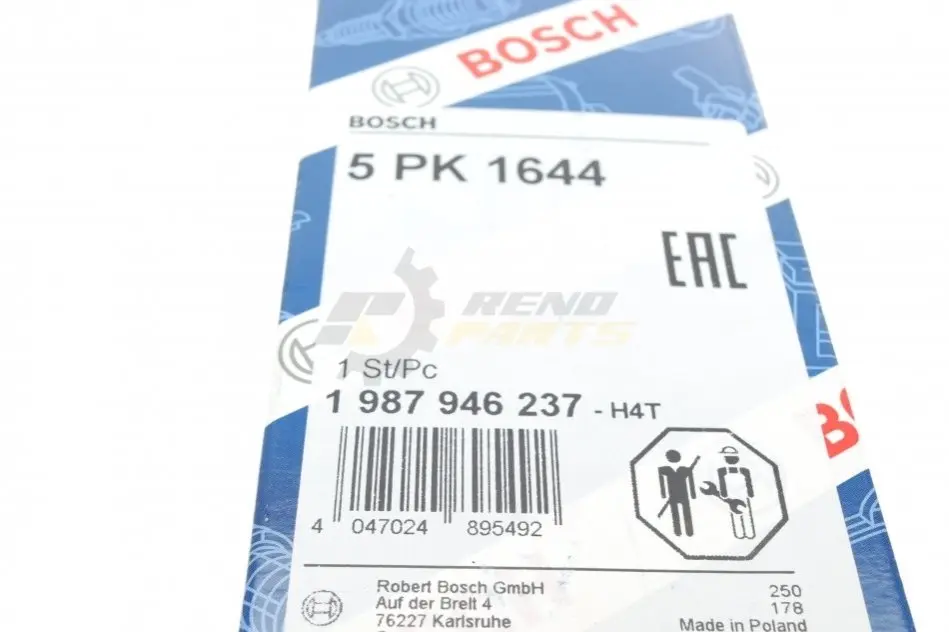 BOSCH
BOSCH
5 PK 1644
EAC
RENO
PARTS
1 St/Pc
1 987 946 237 - H4T
4 047024 895492
Robert Bosch GmbH
Auf der Breit 4
76227 Karlsruhe
250
178
Made in Poland